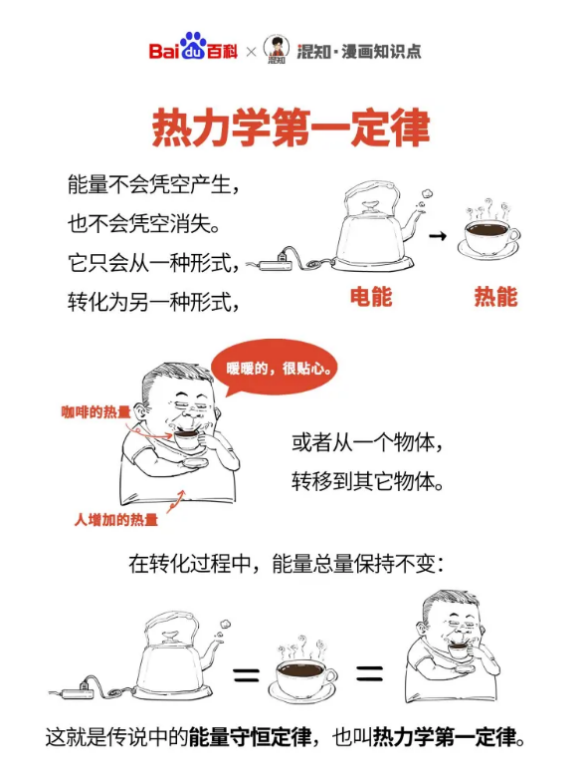 Bai du 百科 × 混知 混知·漫画知识点
热力学第一定律
能量不会凭空产生，
也不会凭空消失。
它只会从一种形式，
转化为另一种形式，
电能
热能
暖暖的，很贴心。
咖啡的热量
或者从一个物体，
转移到其它物体。
人增加的热量
在转化过程中，能量总量保持不变：
= =
这就是传说中的能量守恒定律，也叫热力学第一定律。